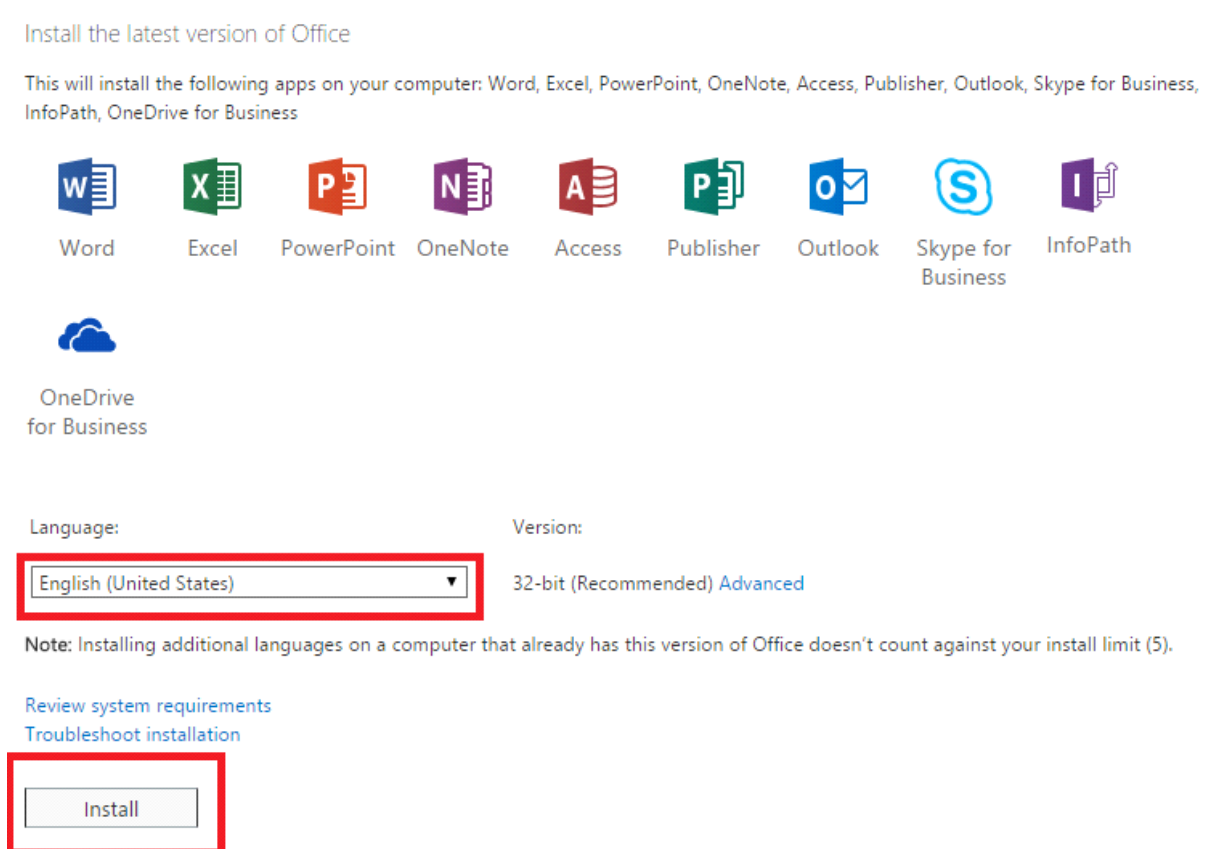 Install the latest version of Office
This will install the following apps on your computer: Word, Excel, PowerPoint, OneNote, Access, Publisher, Outlook, Skype for Business,
InfoPath, OneDrive for Business
W X P N A P O S I
Word Excel PowerPoint OneNote Access Publisher Outlook Skype for Business InfoPath
OneDrive
for Business
Language: Version:
English (United States) 32-bit (Recommended) Advanced
Note: Installing additional languages on a computer that already has this version of Office doesn't count against your install limit (5).
Review system requirements
Troubleshoot installation
Install